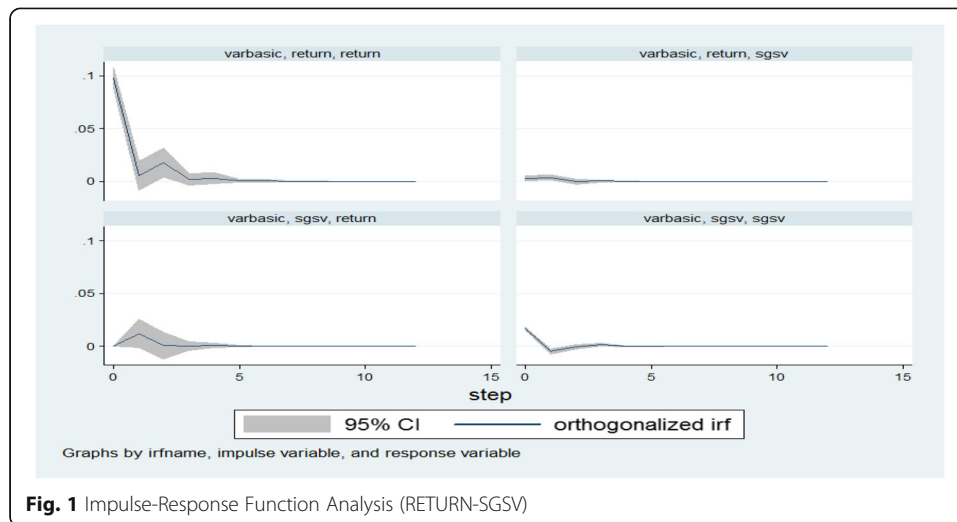 varbasic, return, return
varbasic, return, sgsv
.1
.05
0
varbasic, sgsv, return
varbasic, sgsv, sgsv
.1
.05
0
0 5 10 15 0 5 10 15
step
95% CI orthogonalized irf
Graphs by irfname, impulse variable, and response variable
Fig. 1 Impulse-Response Function Analysis (RETURN-SGSV)